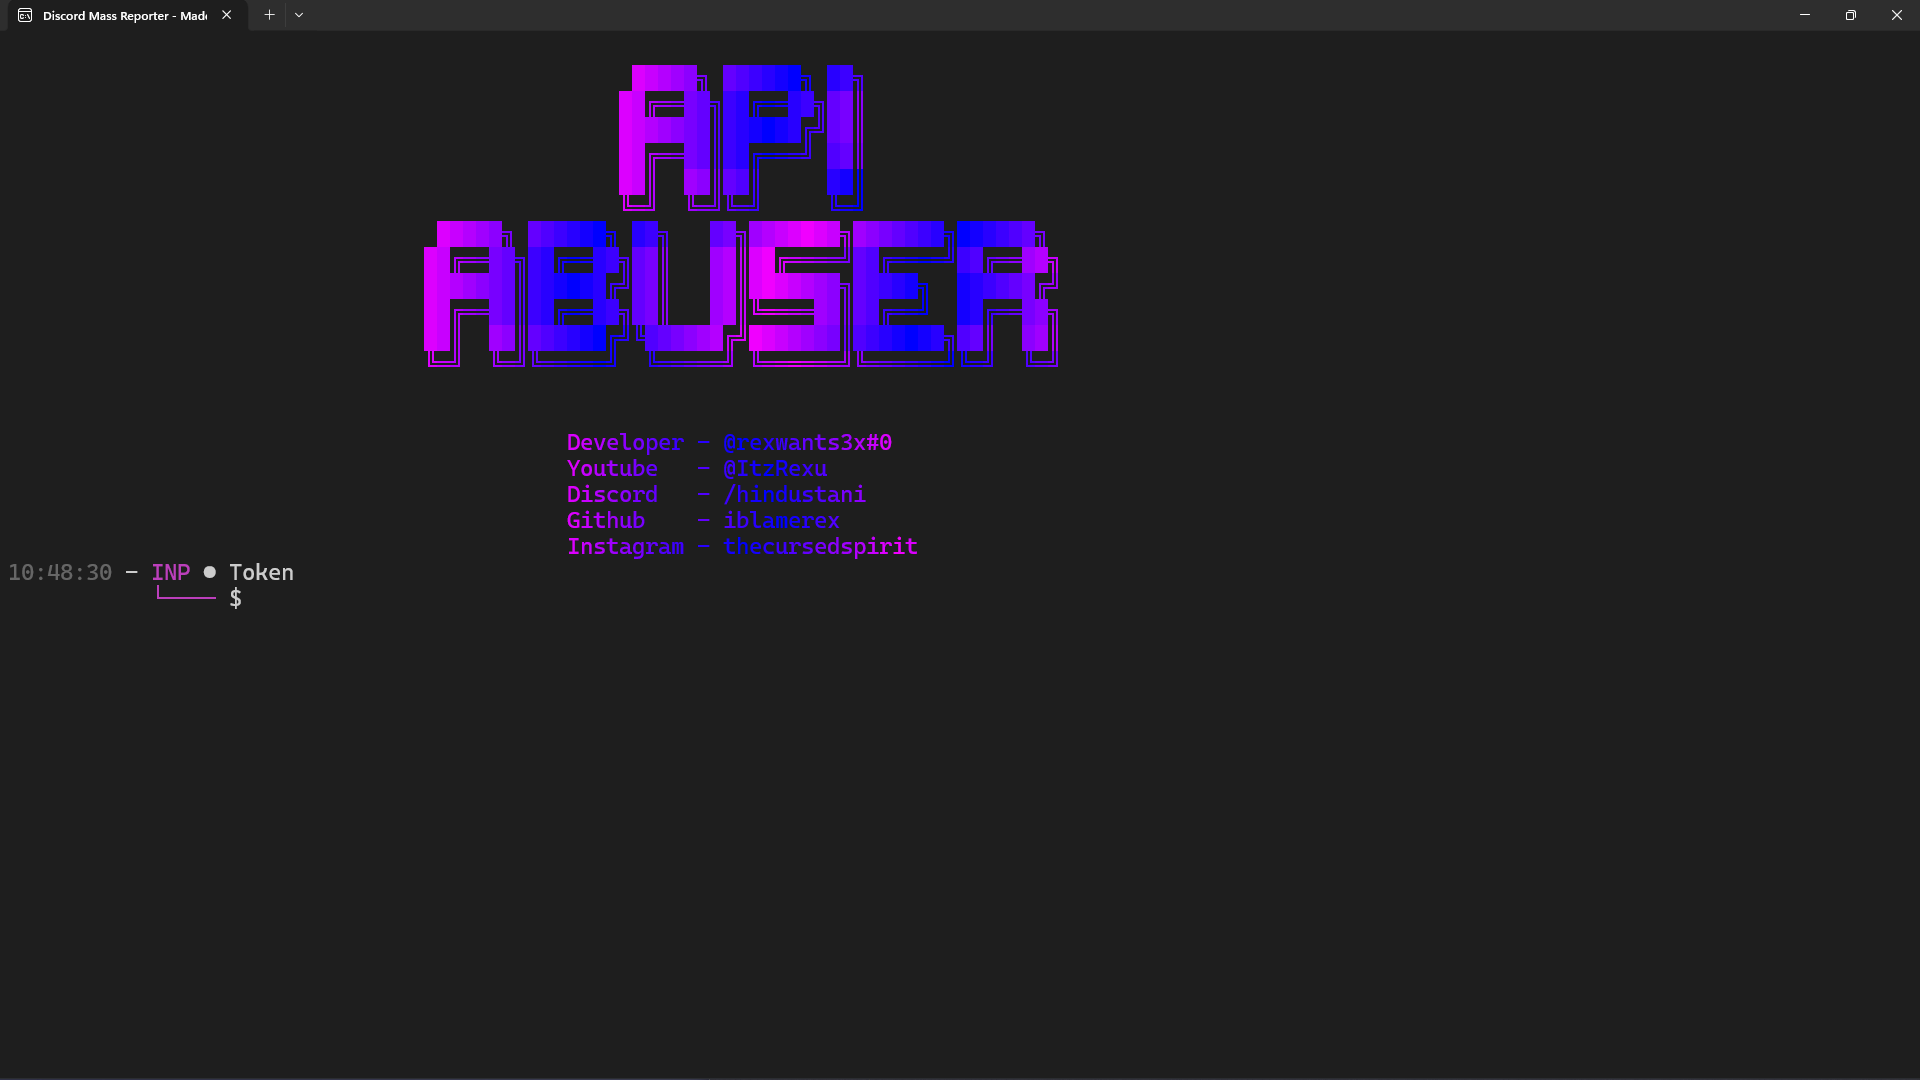 Discord Mass Reporter - Made
API
ABUSER
Developer - @rexwants3x#0
Youtube - @ItzRexu
Discord - /hindustani
Github - iblamerex
Instagram - thecursedspirit
10:48:30 - INP ● Token
$